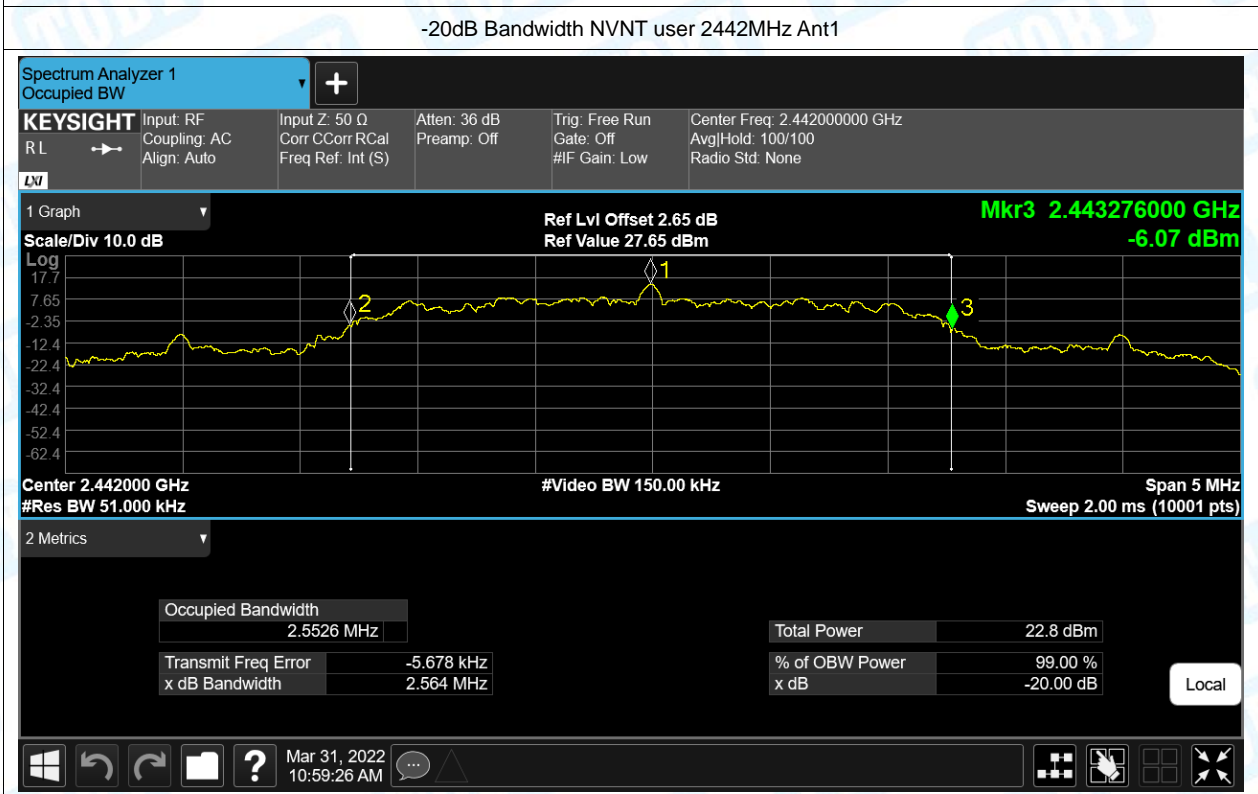 -20dB Bandwidth NVNT user 2442MHz Ant1
Spectrum Analyzer 1
Occupied BW
KEYSIGHT
RL
LXI
Input: RF
Coupling: AC
Align: Auto
Input Z: 50 Ω
Corr CCorr RCal
Freq Ref: Int (S)
Atten: 36 dB
Preamp: Off
Trig: Free Run
Gate: Off
#IF Gain: Low
Center Freq: 2.442000000 GHz
Avg|Hold: 100/100
Radio Std: None
1 Graph
Scale/Div 10.0 dB
Ref Lvl Offset 2.65 dB
Ref Value 27.65 dBm
Mkr3 2.443276000 GHz
-6.07 dBm
Log
17.7
7.65
-2.35
-12.4
-22.4
-32.4
-42.4
-52.4
-62.4
1
2
3
Center 2.442000 GHz
#Res BW 51.000 kHz
#Video BW 150.00 kHz
Span 5 MHz
Sweep 2.00 ms (10001 pts)
2 Metrics
Occupied Bandwidth
2.5526 MHz
Transmit Freq Error -5.678 kHz
x dB Bandwidth 2.564 MHz
Total Power 22.8 dBm
% of OBW Power 99.00 %
x dB -20.00 dB
Local
Mar 31, 2022
10:59:26 AM
TOBY